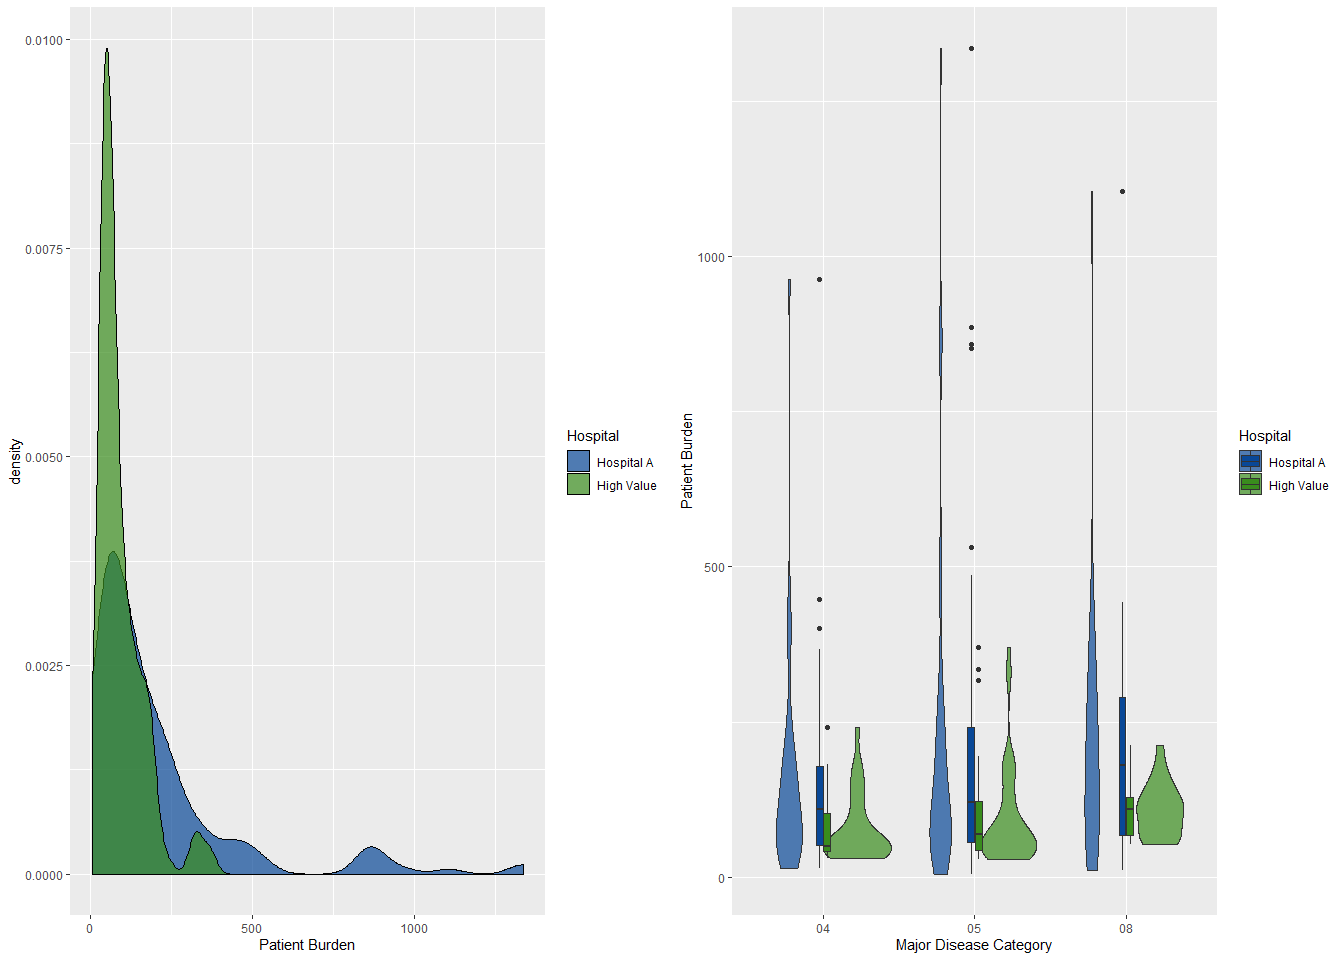 0.0100
0.0075
0.0050
0.0025
0.0000
density
0
500
1000
Patient Burden
Hospital
Hospital A
High Value
1000
500
0
Patient Burden
04
05
08
Major Disease Category
Hospital
Hospital A
High Value